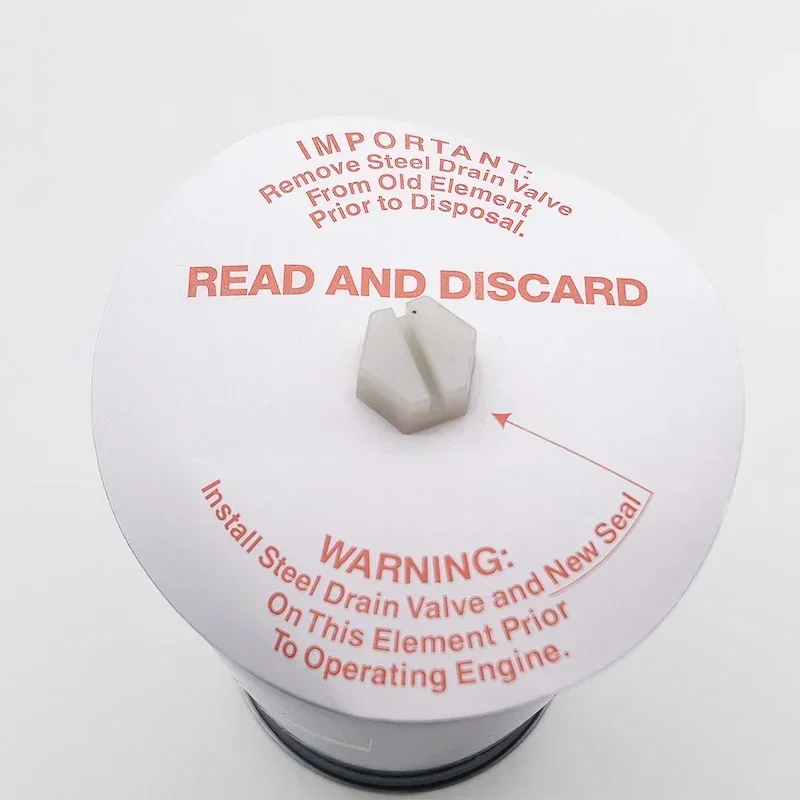 IMPORTANT:
Remove Steel Drain Valve
From Old Element
Prior to Disposal.
READ AND DISCARD
WARNING:
Install Steel Drain Valve and New Seal
On This Element Prior
To Operating Engine.